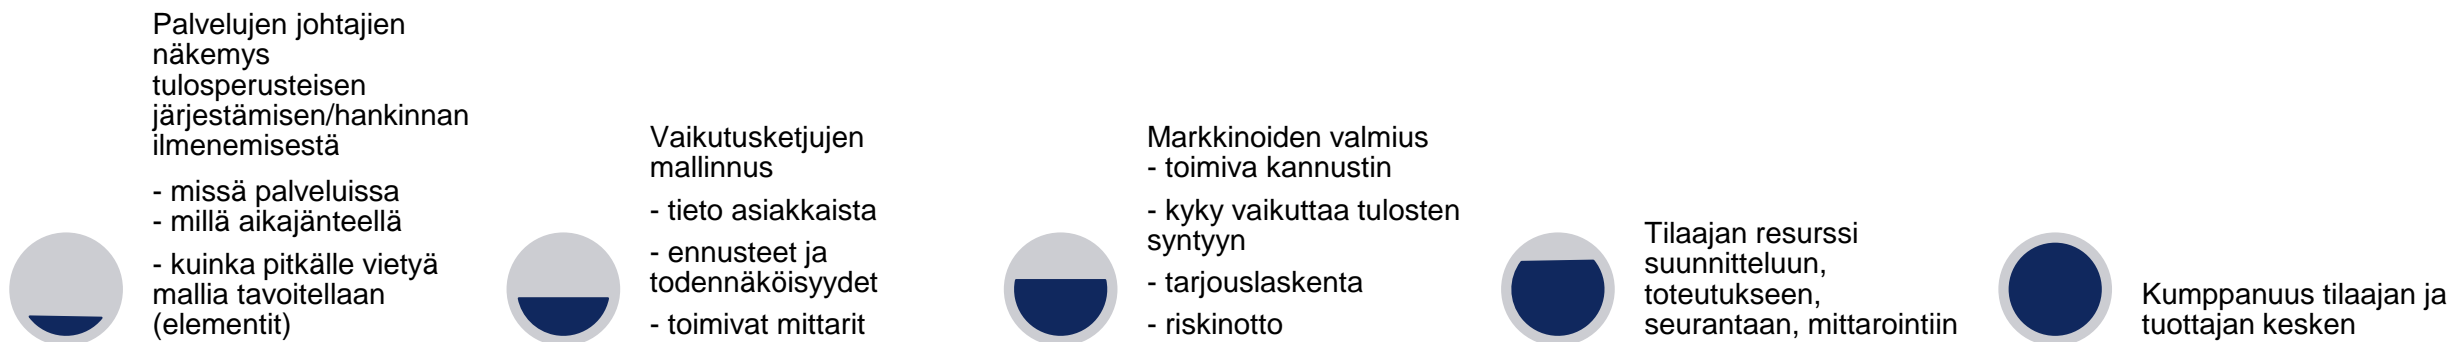 Palvelujen johtajien
näkemys
tulosperusteisen
järjestämisen/hankinnan
ilmenemisestä
- missä palveluissa
- millä aikajänteellä
- kuinka pitkälle vietyä
mallia tavoitellaan
(elementit)
Vaikutusketjujen
mallinnus
- tieto asiakkaista
- ennusteet ja
todennäköisyydet
- toimivat mittarit
Markkinoiden valmius
- toimiva kannustin
- kyky vaikuttaa tulosten
syntyyn
- tarjouslaskenta
- riskinotto
Tilaajan resurssi
suunnitteluun,
toteutukseen,
seurantaan, mittarointiin
Kumppanuus tilaajan ja
tuottajan kesken